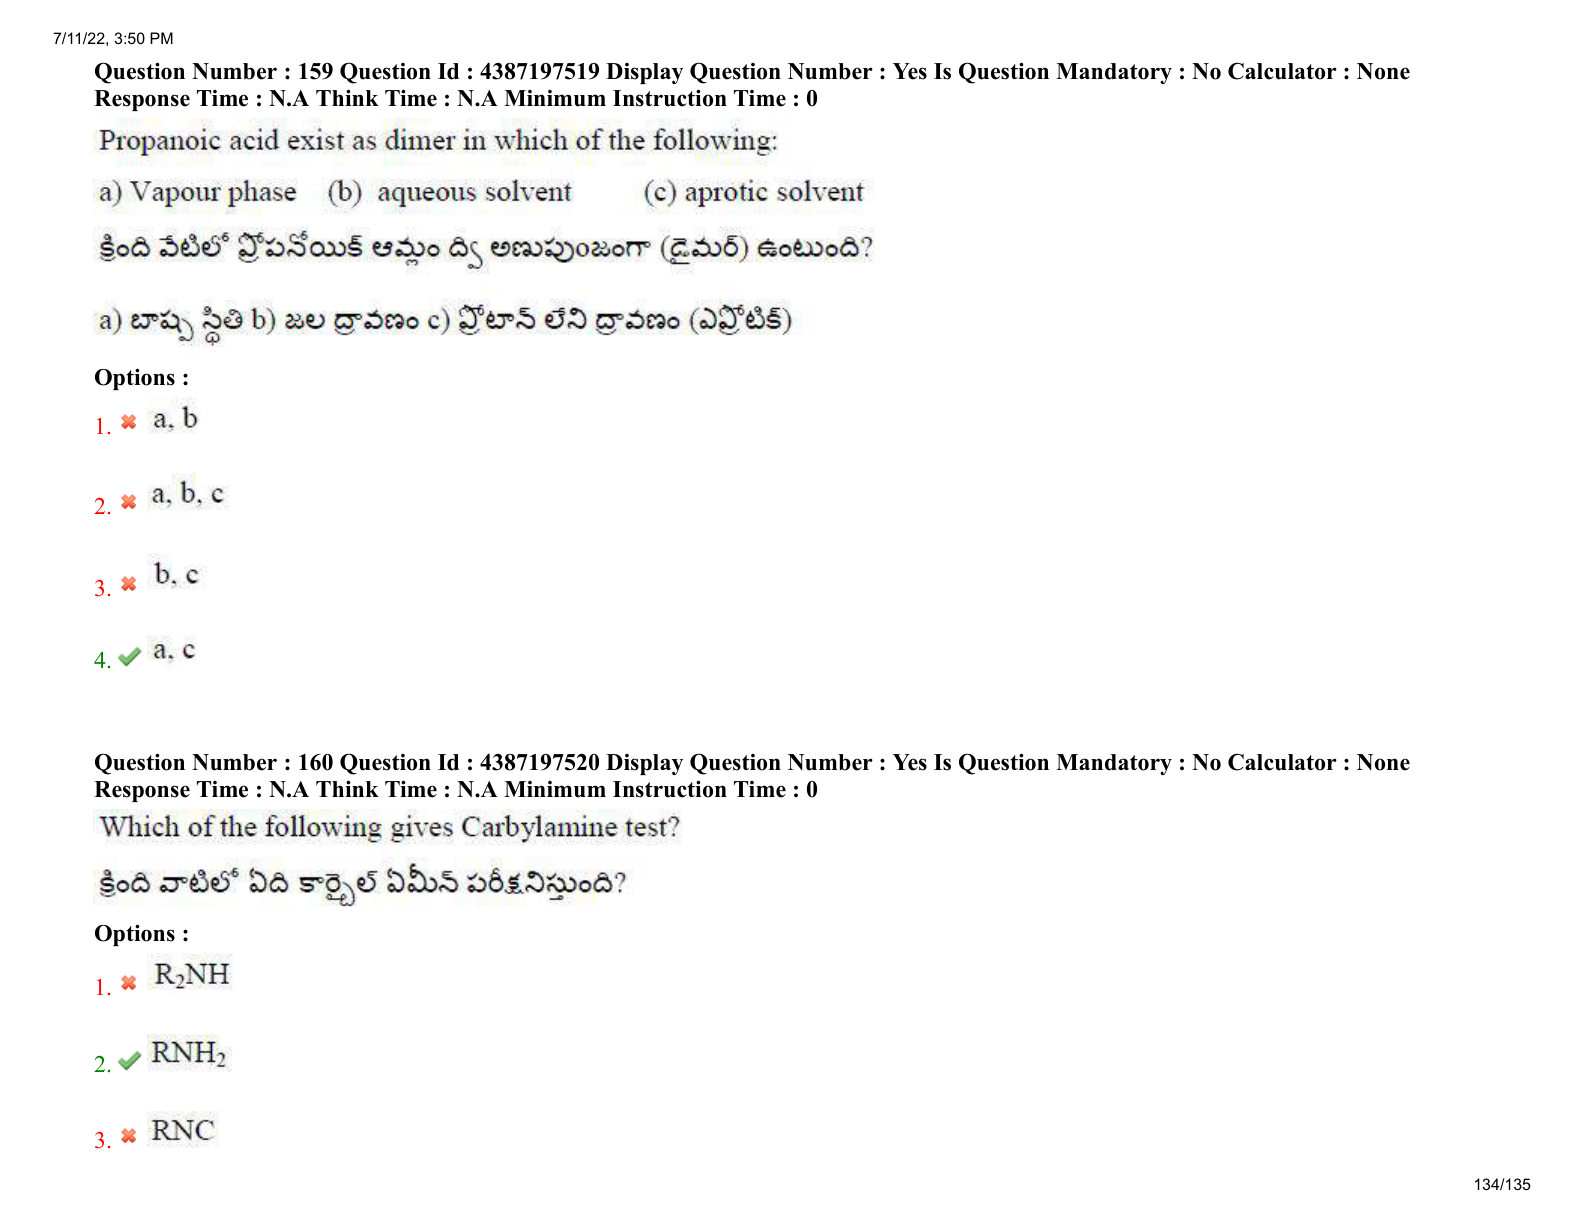 7/11/22, 3:50 PM
Question Number : 159 Question Id : 4387197519 Display Question Number : Yes Is Question Mandatory : No Calculator : None
Response Time : N.A Think Time : N.A Minimum Instruction Time : 0
Propanoic acid exist as dimer in which of the following:
a) Vapour phase (b) aqueous solvent (c) aprotic solvent
క్రింది వేటిలో ప్రోపనోయిక్ ఆమ్లం ద్వి అణుపుoజంగా (డైమర్) ఉంటుంది?
a) బాష్ప స్థితి b) జల ద్రావణం c) ప్రోటాన్ లేని ద్రావణం (ఎప్రోటిక్)
Options :
1. a, b
2. a, b, c
3. b, c
4. a, c
Question Number : 160 Question Id : 4387197520 Display Question Number : Yes Is Question Mandatory : No Calculator : None
Response Time : N.A Think Time : N.A Minimum Instruction Time : 0
Which of the following gives Carbylamine test?
క్రింది వాటిలో ఏది కార్బైల్ ఏమీన్ పరీక్షనిస్తుంది?
Options :
1. R₂NH
2. RNH₂
3. RNC
134/135